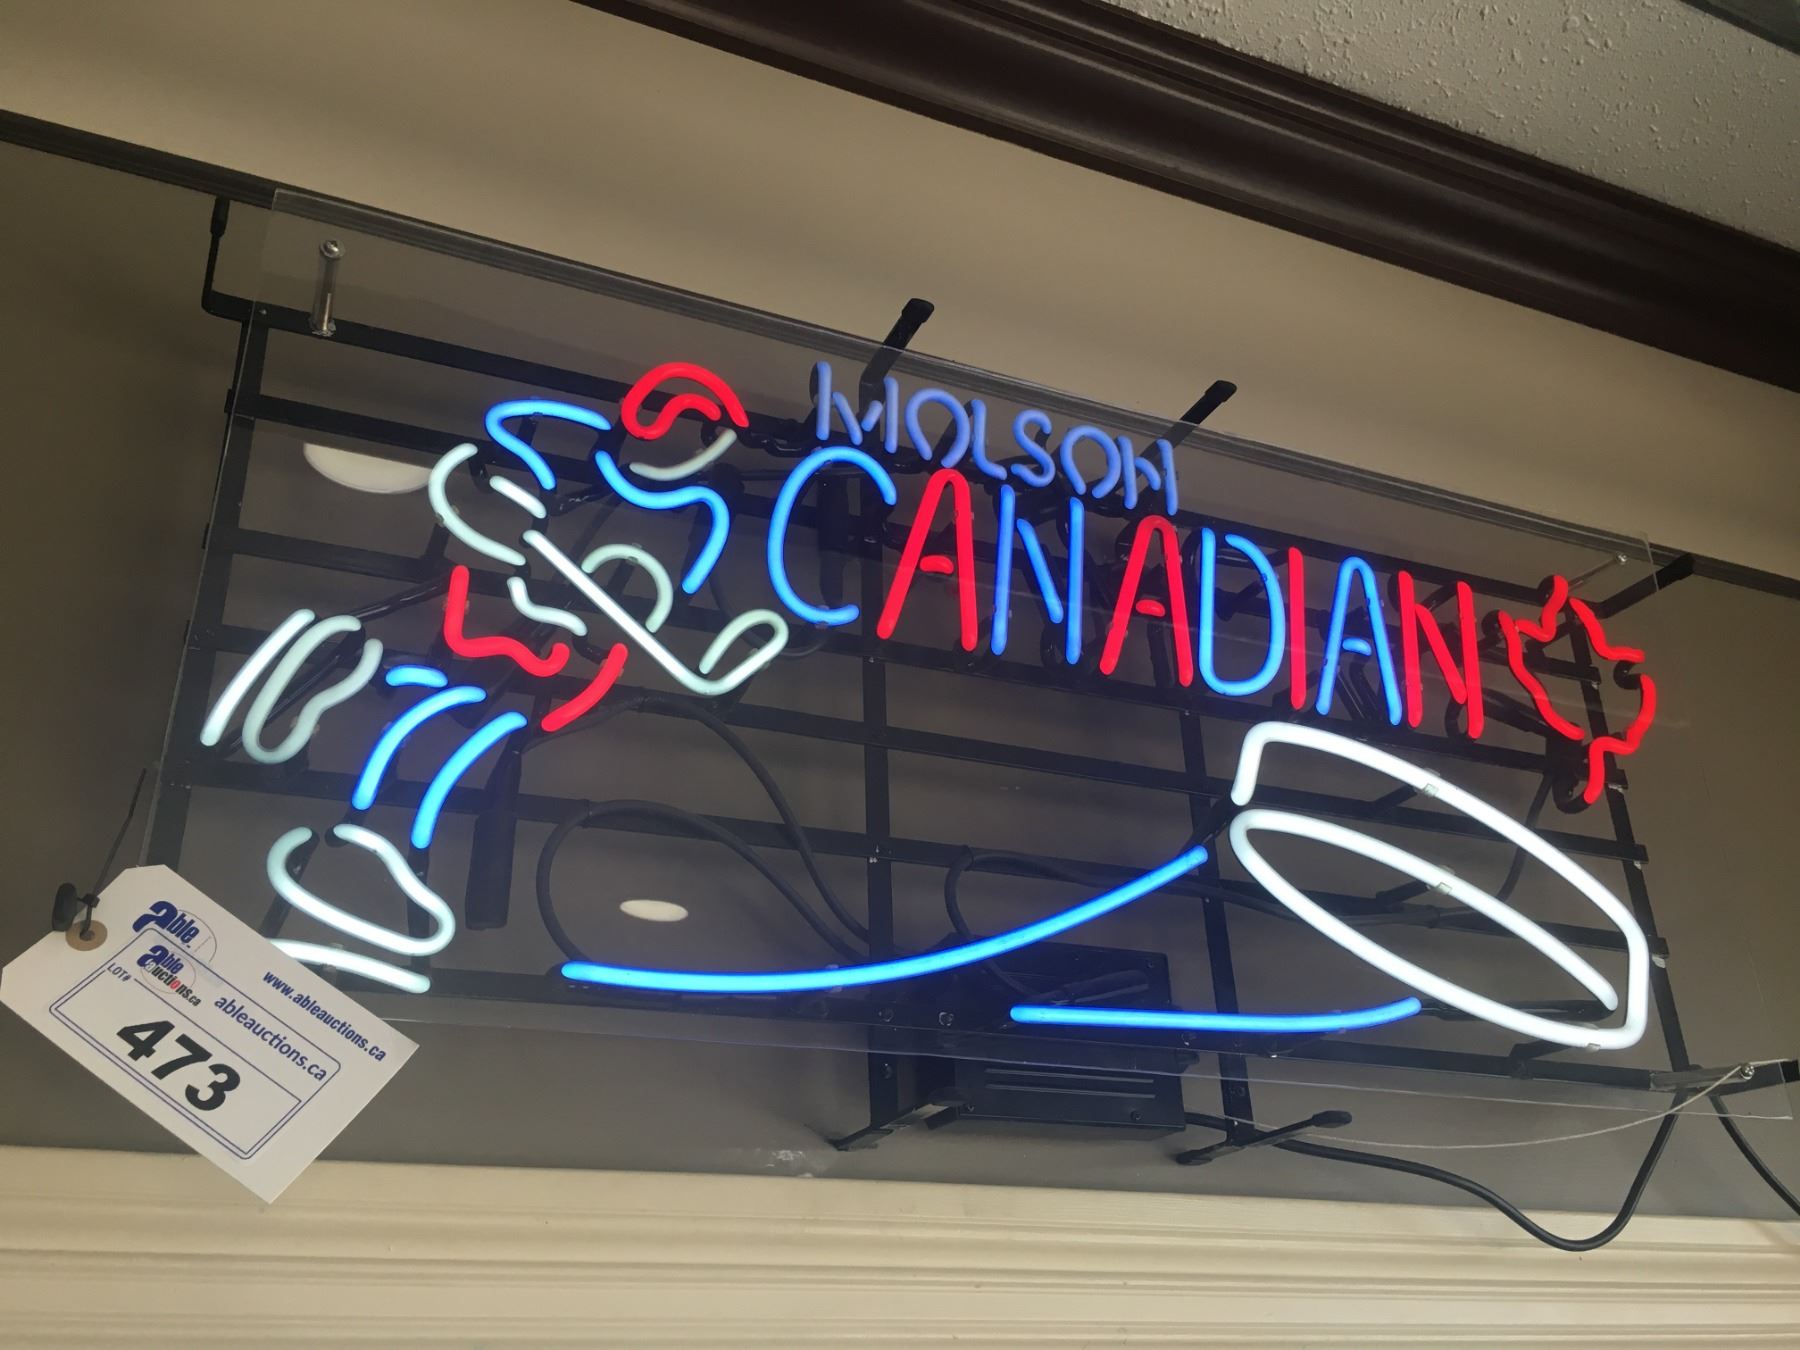 MOLSON
CANADIAN
able
able
auctions.ca
www.ableauctions.ca
ableauctions.ca
LOT#
473